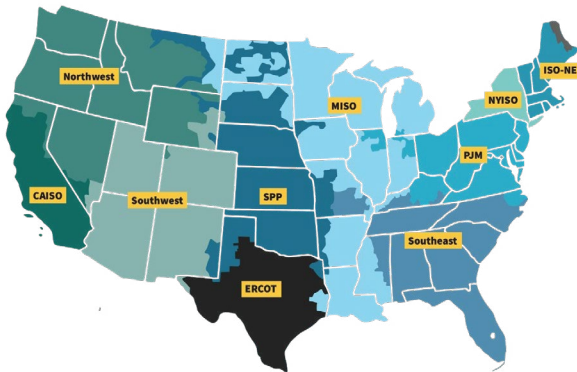 ISO-NE
Northwest
MISO
NYISO
PJM
CAISO
Southwest
SPP
Southeast
ERCOT